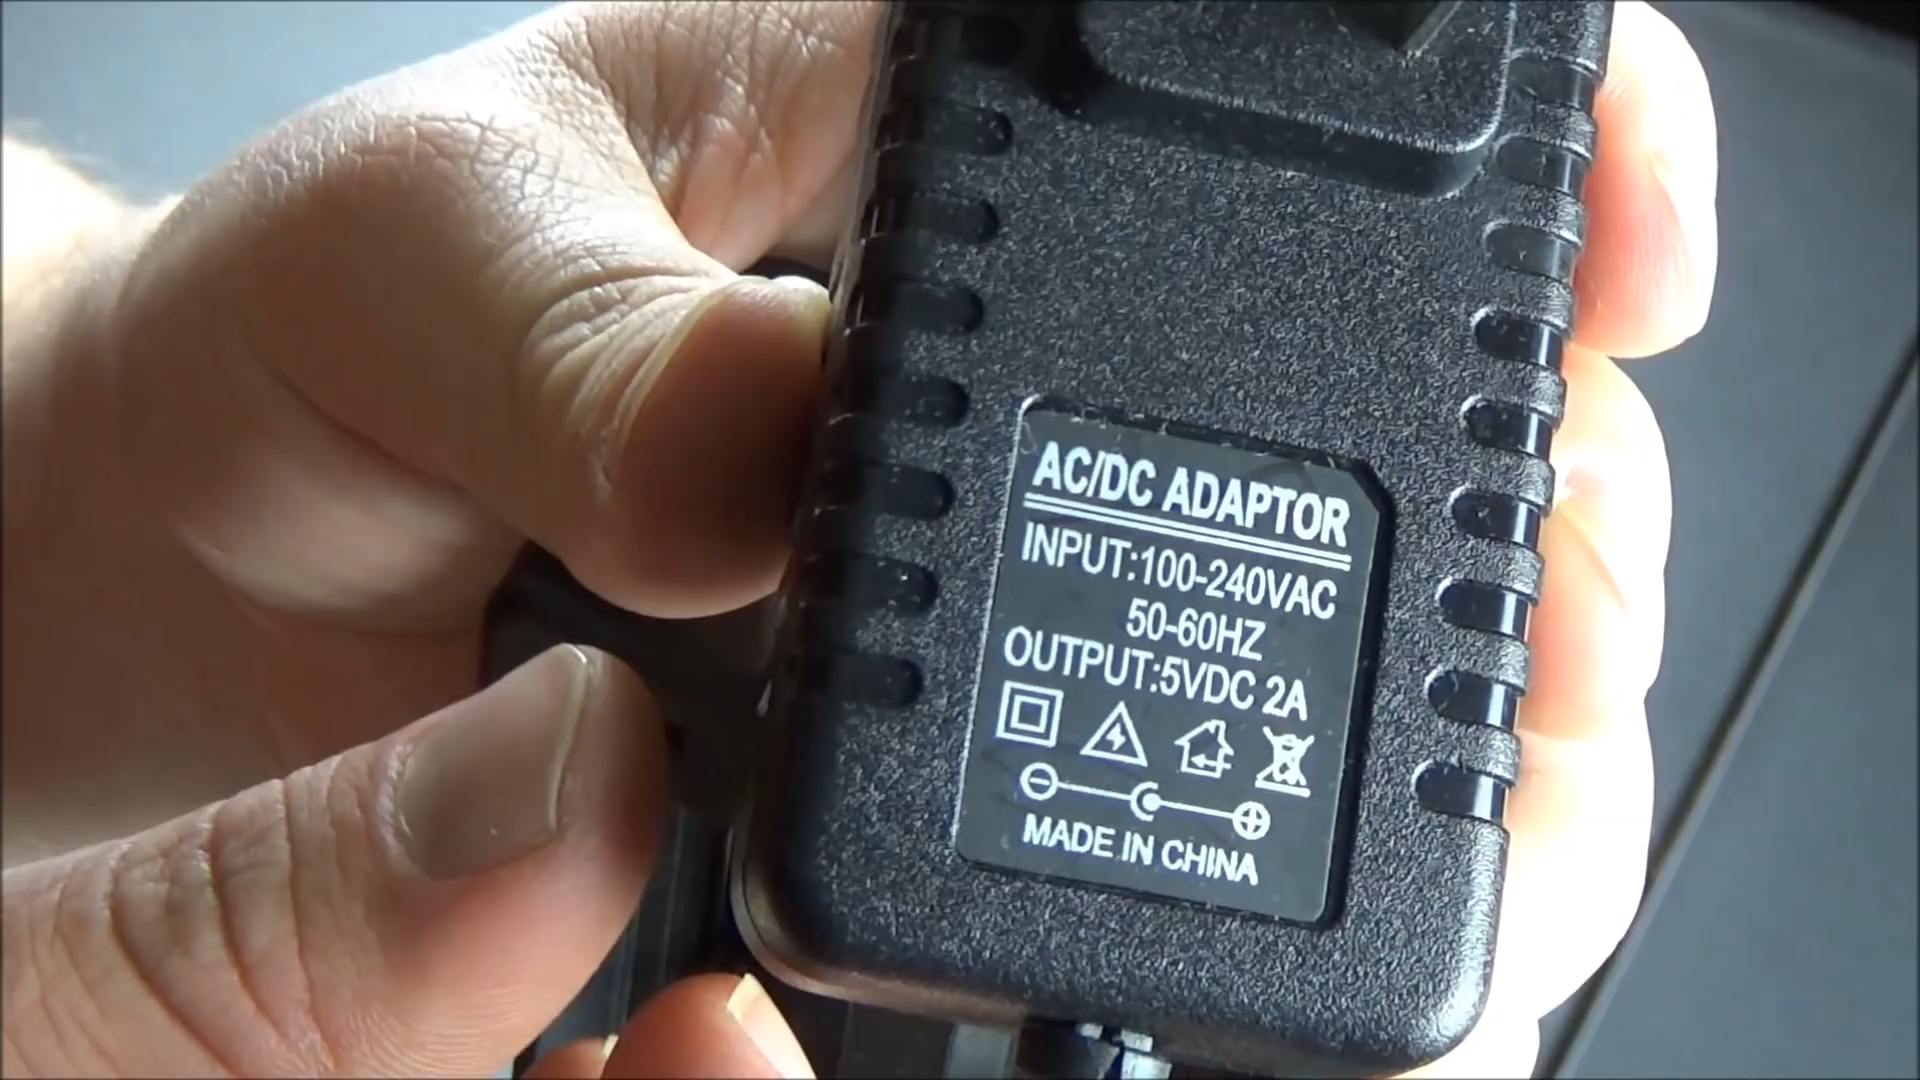 AC/DC ADAPTOR
INPUT:100-240VAC
50-60HZ
OUTPUT:5VDC 2A
MADE IN CHINA